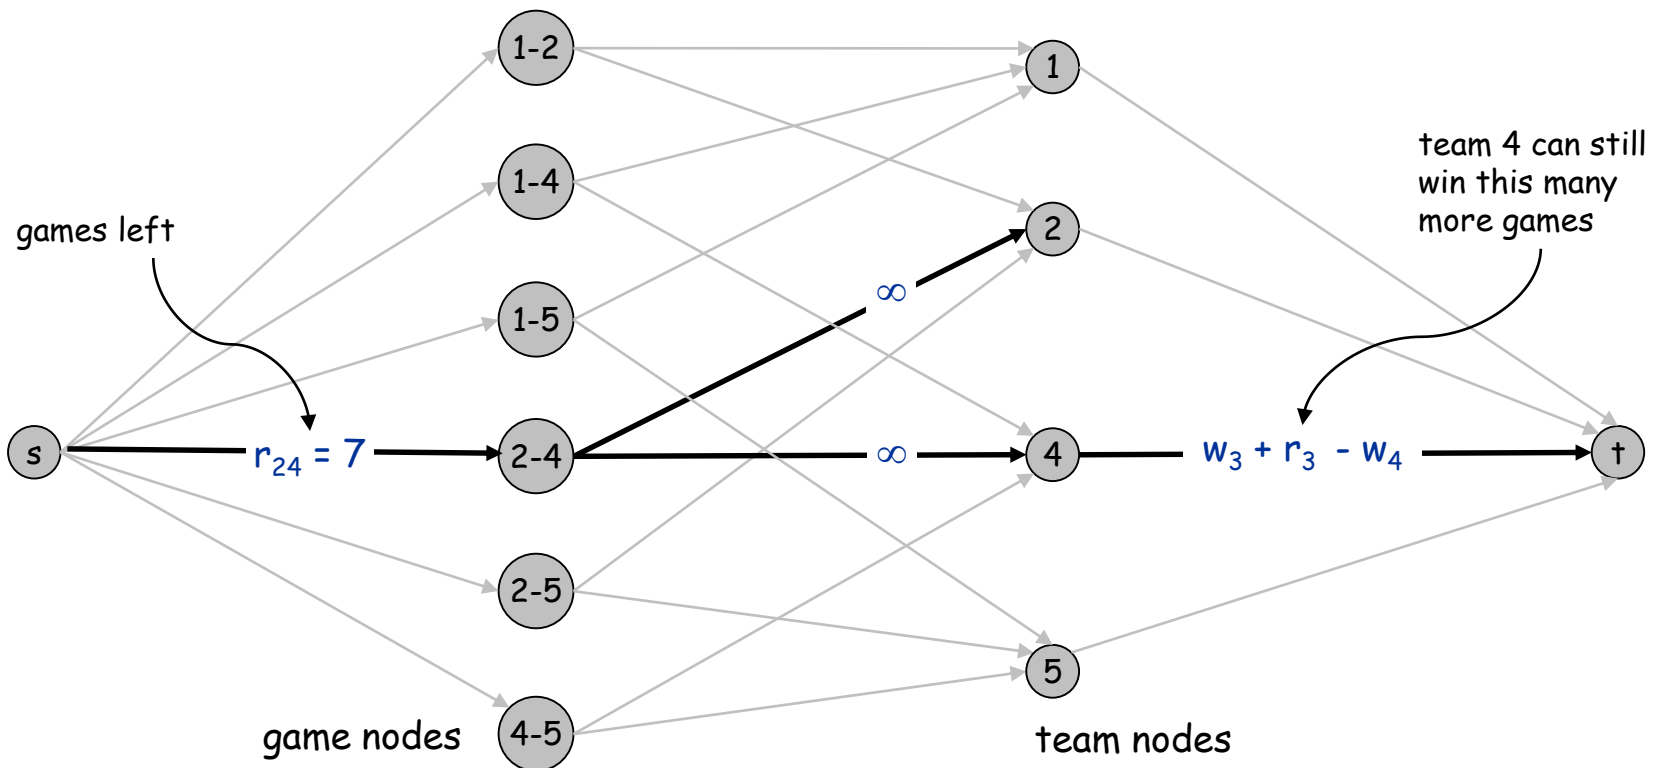 1-2
1
team 4 can still
win this many
more games
1-4
games left
2
∞
1-5
s
r24 = 7
2-4
∞
4
w3 + r3 - w4
t
2-5
5
game nodes
4-5
team nodes